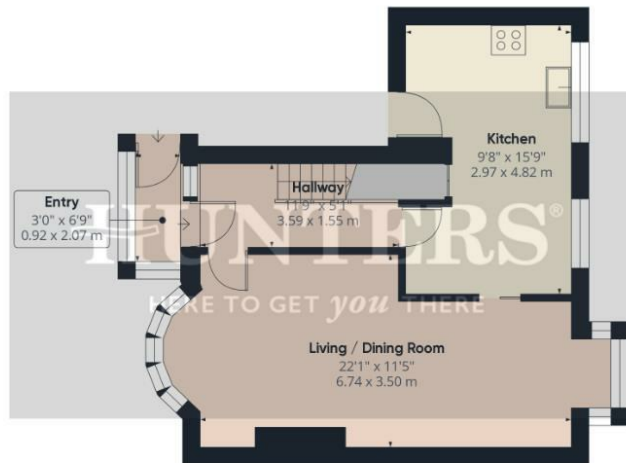 Kitchen
9'8" x 15'9"
2.97 x 4.82 m
Entry
3'0" x 6'9"
0.92 x 2.07 m
Hallway
11'9" x 5'1"
3.59 x 1.55 m
HUNTERS®
HERE TO GET you THERE
Living / Dining Room
22'1" x 11'5"
6.74 x 3.50 m